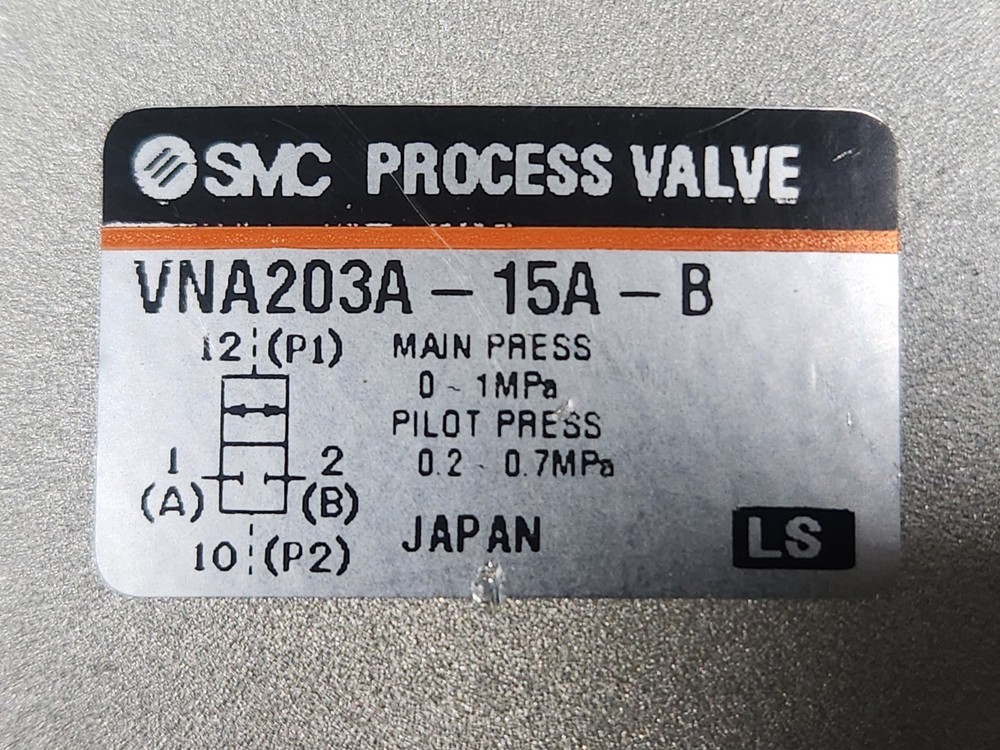 SMC PROCESS VALVE
VNA203A - 15A - B
12 (P1)
MAIN PRESS
0 ~ 1MPa
PILOT PRESS
0.2 ~ 0.7MPa
1 2
(A) (B)
10 (P2)
JAPAN
LS